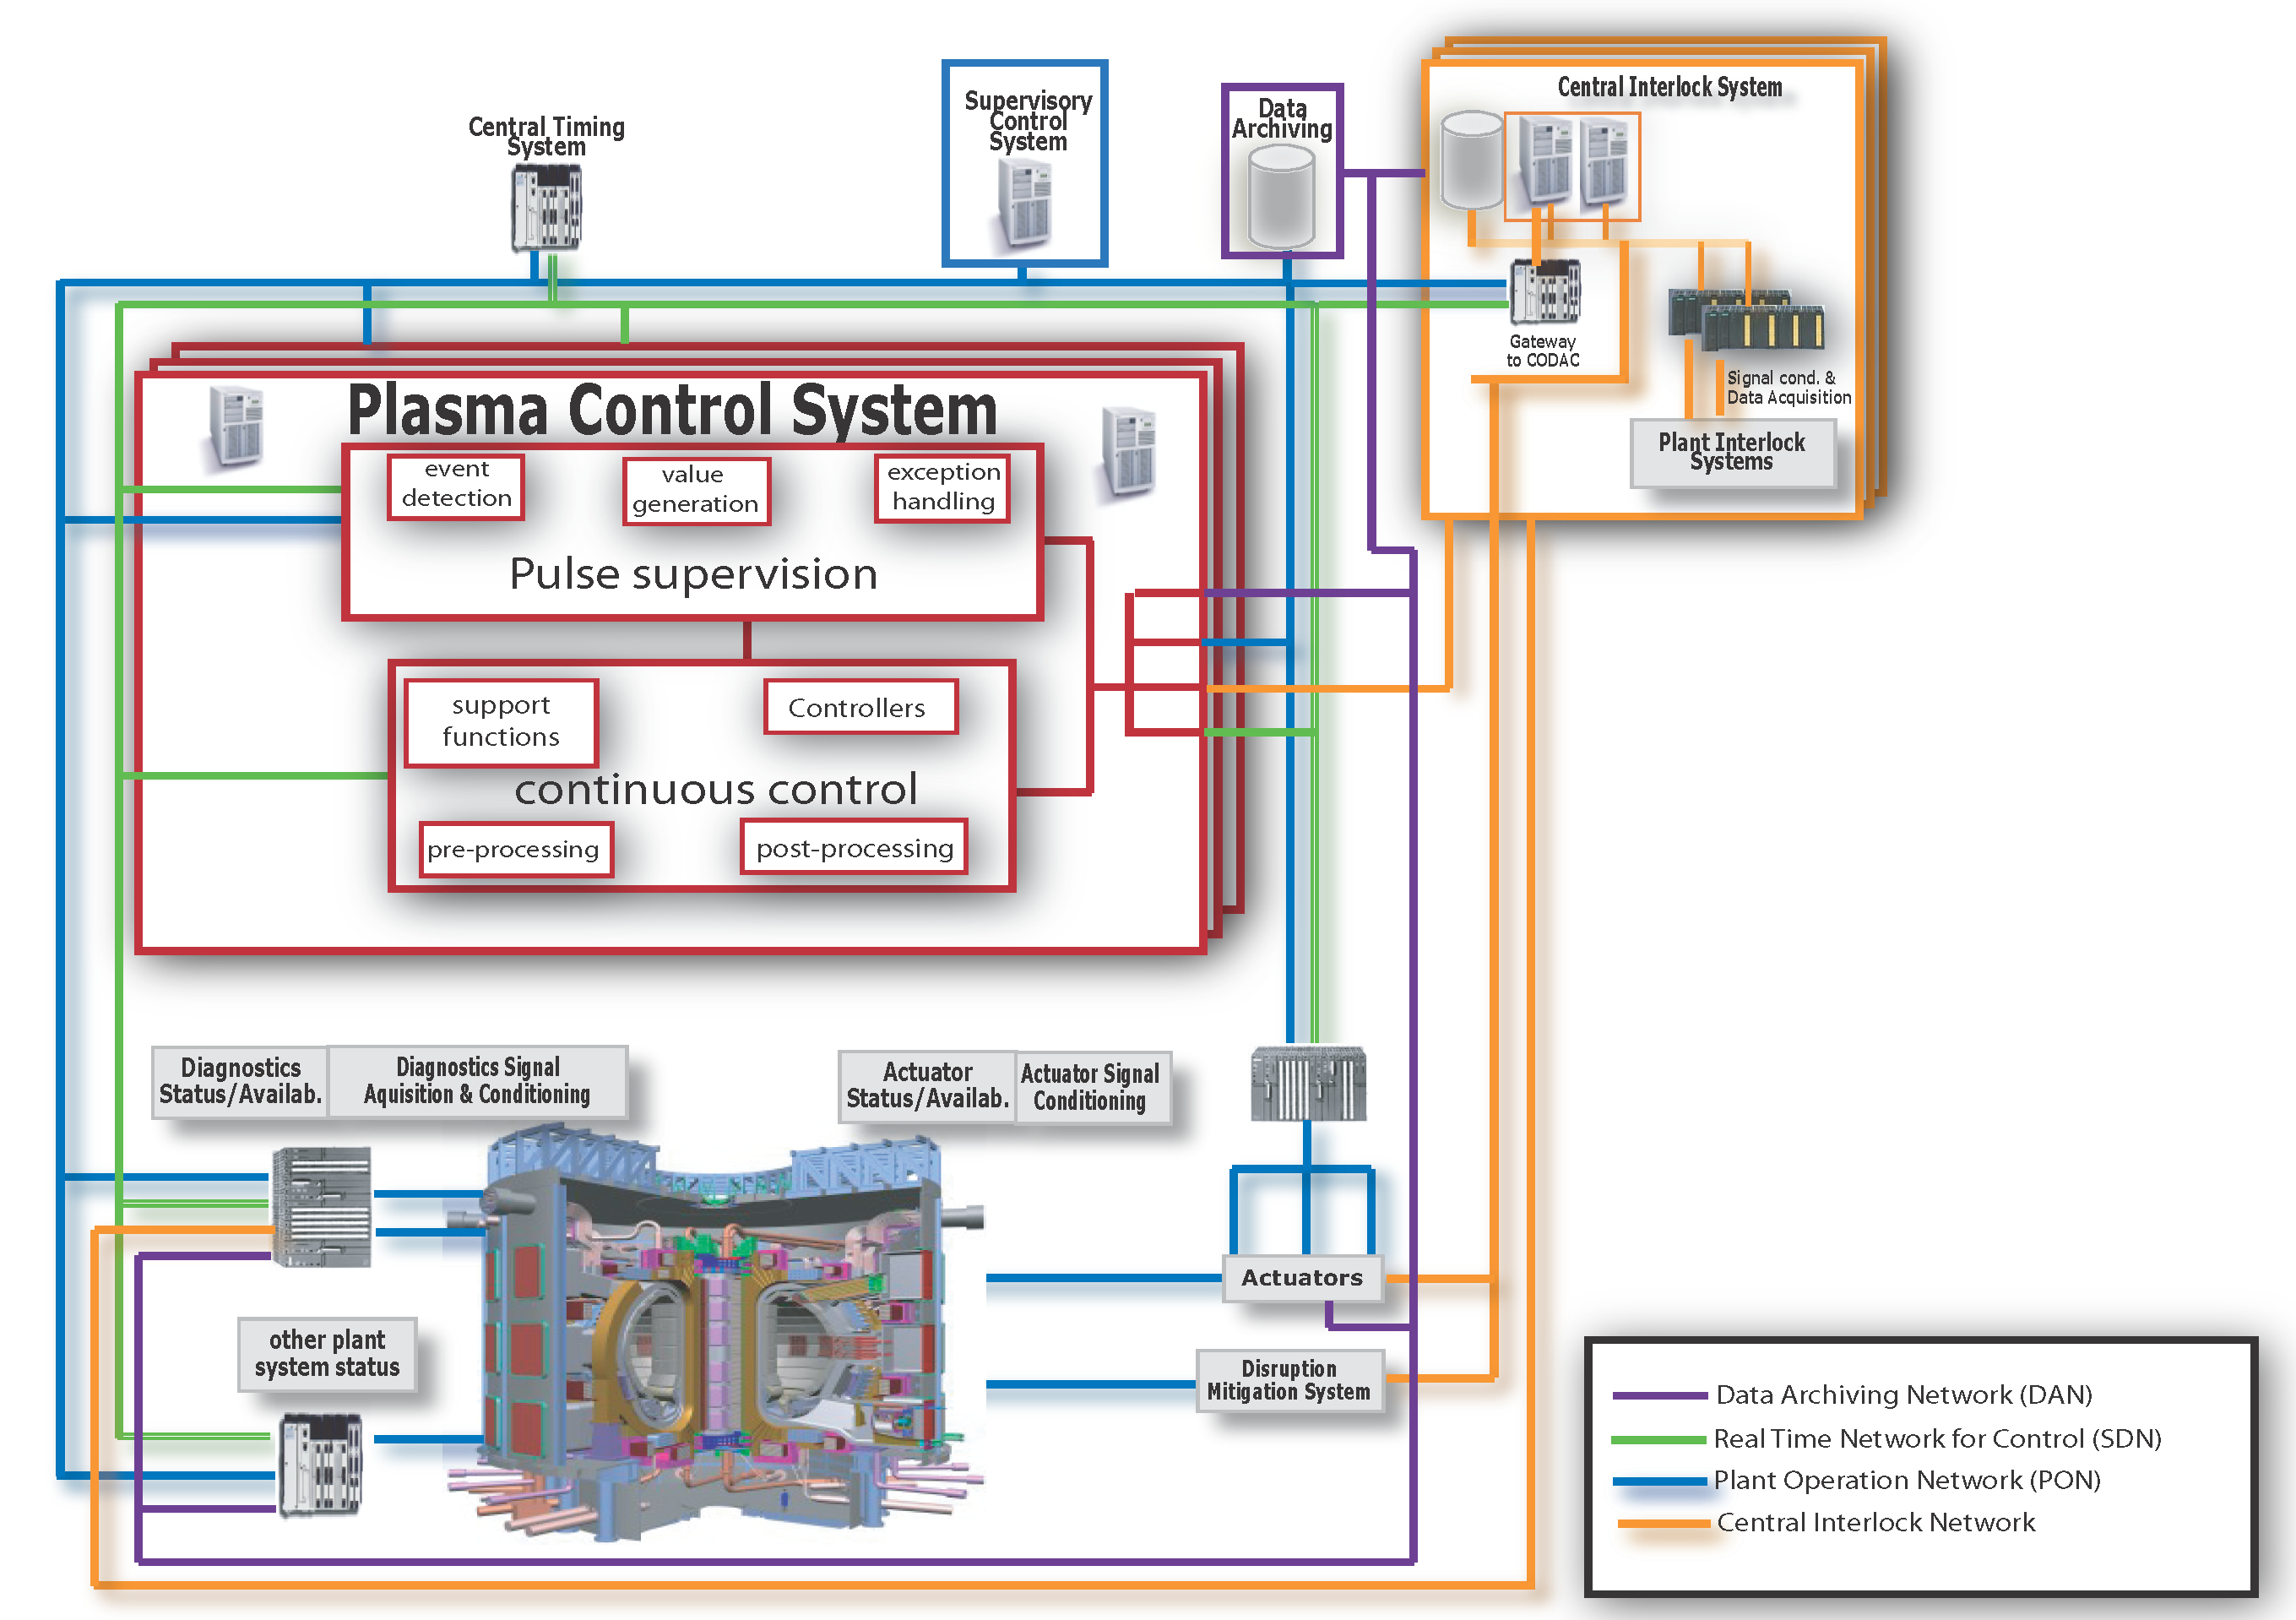 Central Timing
System
Supervisory
Control
System
Data
Archiving
Central Interlock System
Gateway
to CODAC
Signal cond. &
Data Acquisition
Plant Interlock
Systems
Plasma Control System
event
detection
value
generation
exception
handling
Pulse supervision
support
functions
Controllers
continuous control
pre-processing
post-processing
Diagnostics
Status/Availab.
Diagnostics Signal
Aquisition & Conditioning
Actuator
Status/Availab.
Actuator Signal
Conditioning
Actuators
other plant
system status
Disruption
Mitigation System
Data Archiving Network (DAN)
Real Time Network for Control (SDN)
Plant Operation Network (PON)
Central Interlock Network